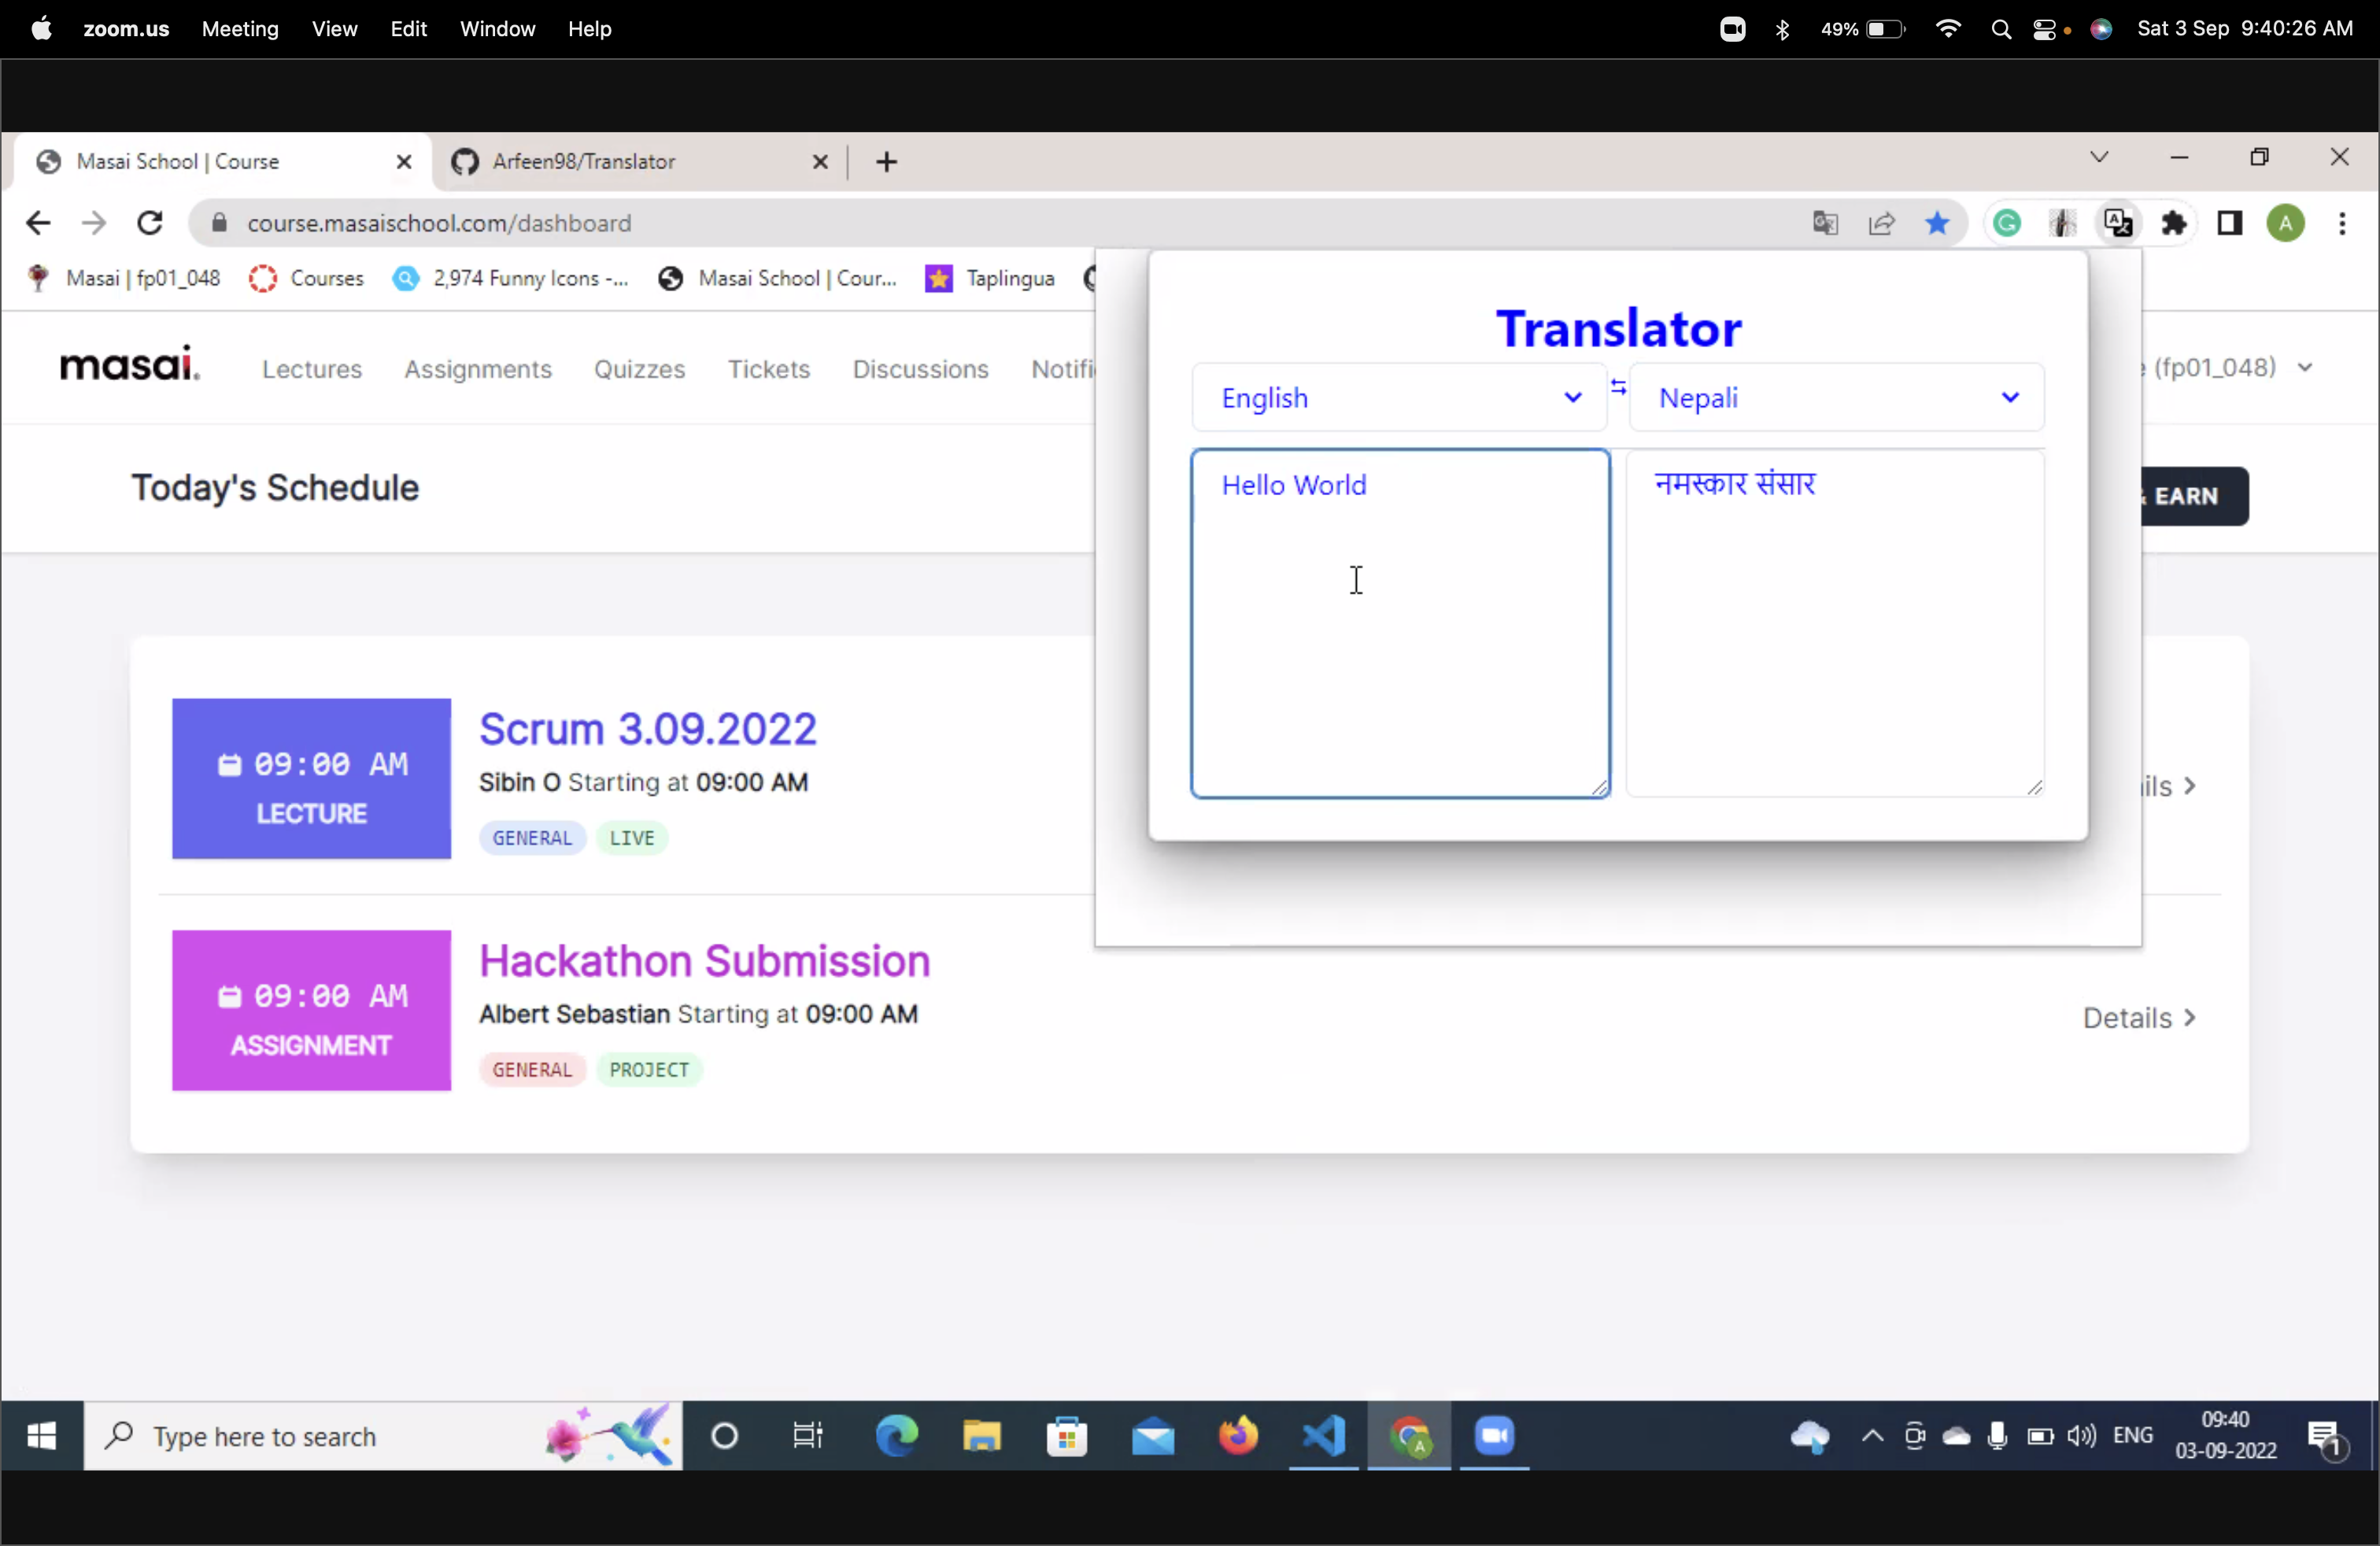 zoom.us Meeting View Edit Window Help 49% Sat 3 Sep 9:40:26 AM
Masai School | Course Arfeen98/Translator
course.masaischool.com/dashboard A
Masai | fp01_048 Courses 2,974 Funny Icons -... Masai School | Cour... Taplingua
Translator
masai. Lectures Assignments Quizzes Tickets Discussions Notifi (fp01_048)
English Nepali
Today's Schedule
Hello World नमस्कार संसार
EARN
09:00 AM
LECTURE
Scrum 3.09.2022
Sibin O Starting at 09:00 AM
GENERAL LIVE
ils
09:00 AM
ASSIGNMENT
Hackathon Submission
Albert Sebastian Starting at 09:00 AM
GENERAL PROJECT
Details
Type here to search
ENG
09:40
03-09-2022
1